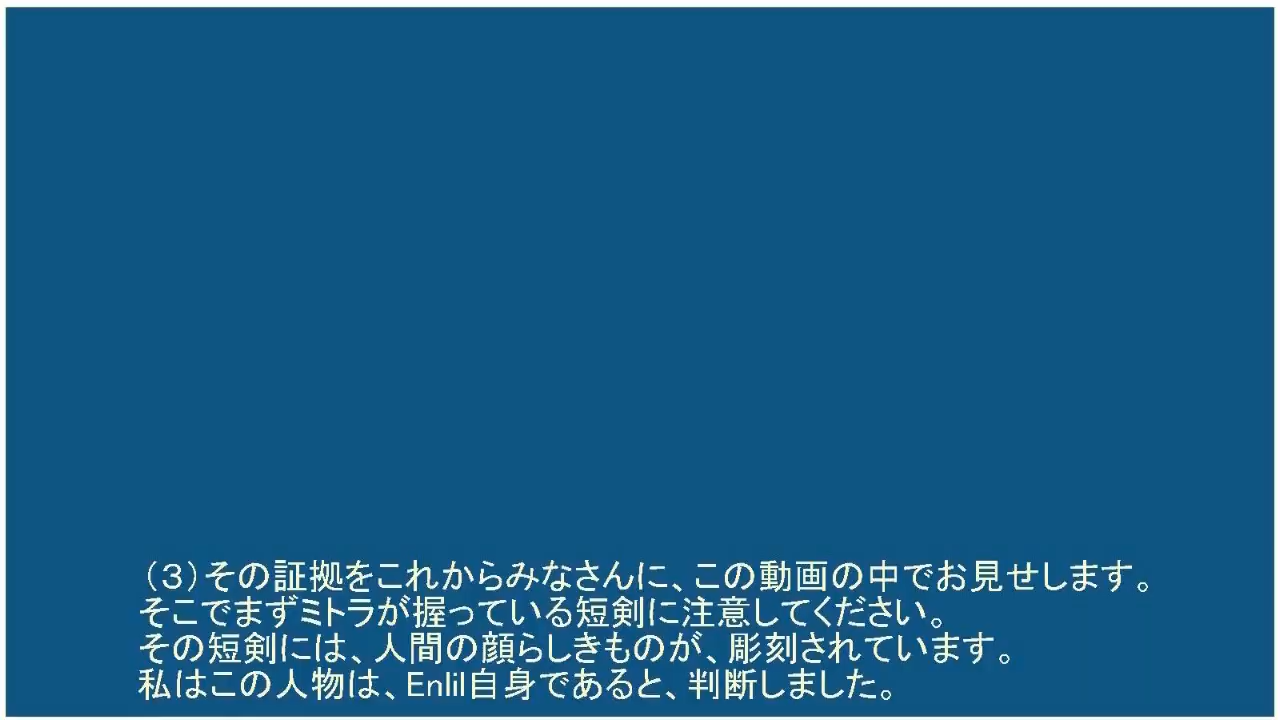 （３）その証拠をこれからみなさんに、この動画の中でお見せします。
そこでまずミトラが握っている短剣に注意してください。
その短剣には、人間の顔らしきものが、彫刻されています。
私はこの人物は、Enlil自身であると、判断しました。